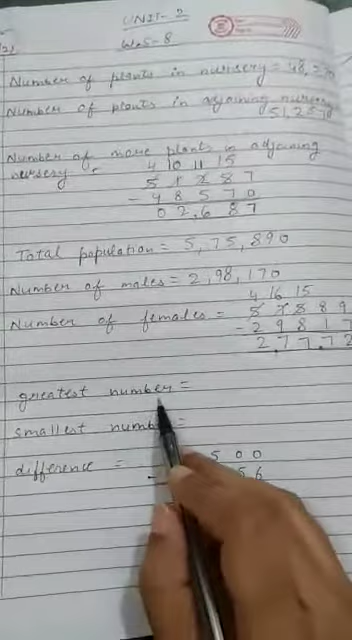 UNIT-2
W.S-8
Number of plants in nursery = 48,570
Number of plants in adjoining nursery
51,257
Number of more plants in adjoining
nursery =
4 10 11 15
5 1 2 8 7
- 4 8 5 7 0
0 2,6 8 7
Total population = 5,75,890
Number of males = 2,98,170
4 16 15
Number of females = 5 7 5 8 9
- 2 9 8 1 7
2,7 7,7 2
greatest number =
smallest number =
difference =
5 0 0
5 6